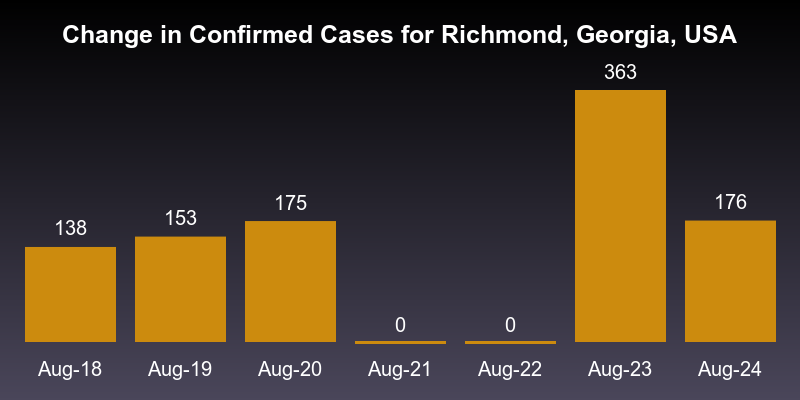 Change in Confirmed Cases for Richmond, Georgia, USA
363
138 153 175 0 0 176
Aug-18 Aug-19 Aug-20 Aug-21 Aug-22 Aug-23 Aug-24